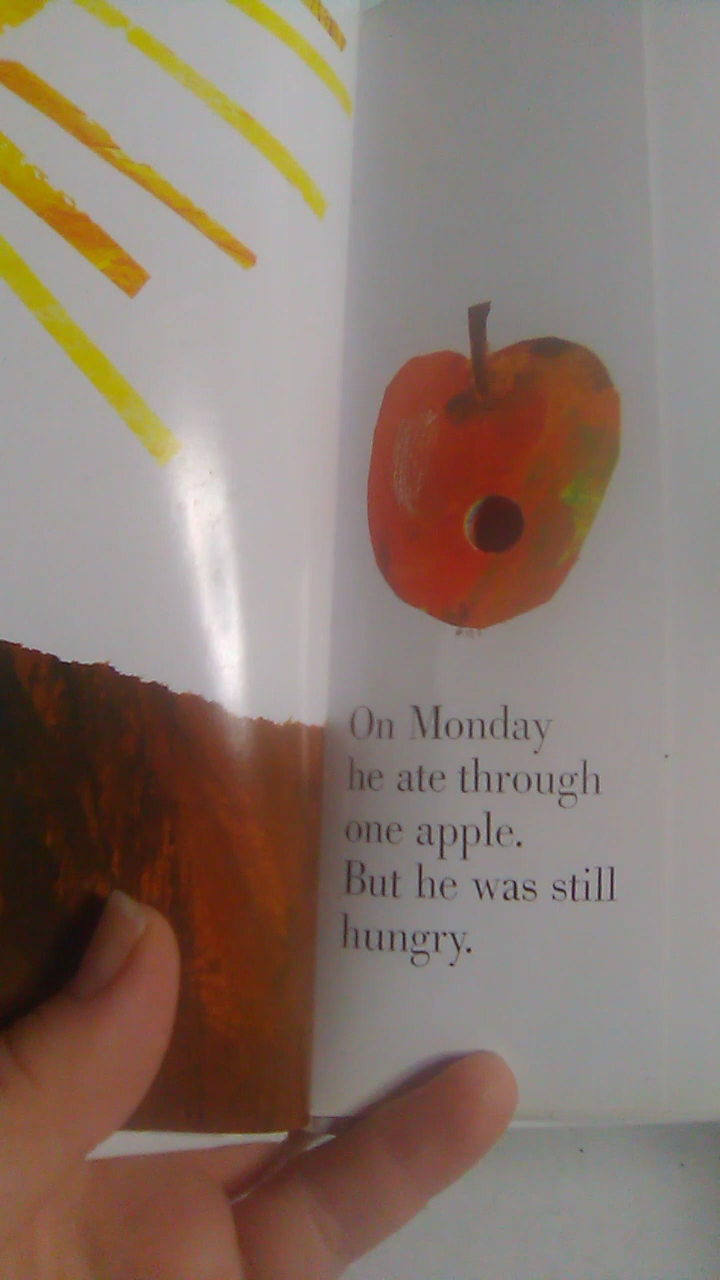 On Monday
he ate through
one apple.
But he was still
hungry.